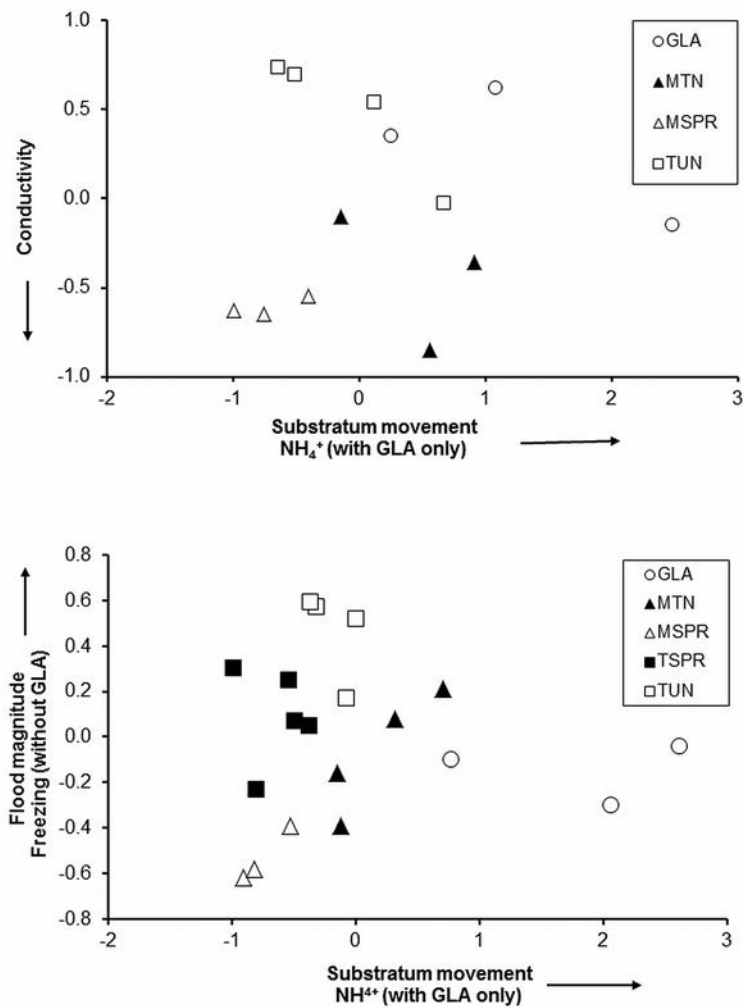 1.0
0.5
0.0
-0.5
-1.0
Conductivity
-2
-1
0
1
2
3
Substratum movement
NH₄⁺ (with GLA only)
GLA
MTN
MSPR
TUN
0.8
0.6
0.4
0.2
0.0
-0.2
-0.4
-0.6
-0.8
Flood magnitude
Freezing (without GLA)
-2
-1
0
1
2
3
Substratum movement
NH⁴⁺ (with GLA only)
GLA
MTN
MSPR
TSPR
TUN